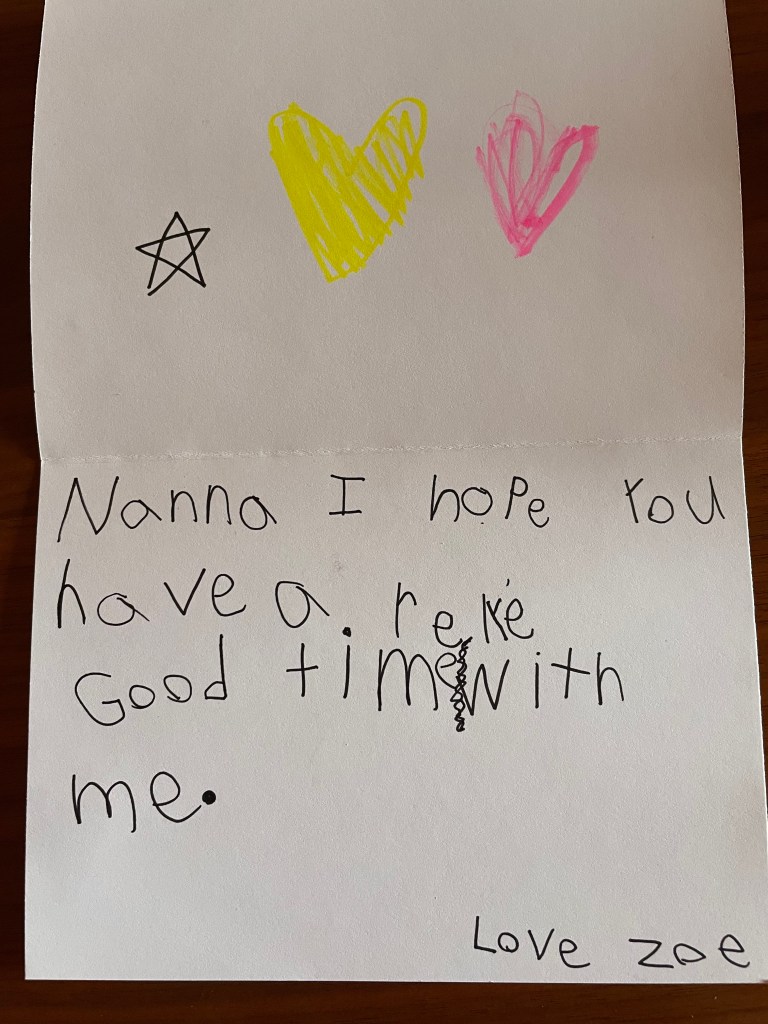 Nanna I hope You
have a reke
Good time with
me.
Love zoe